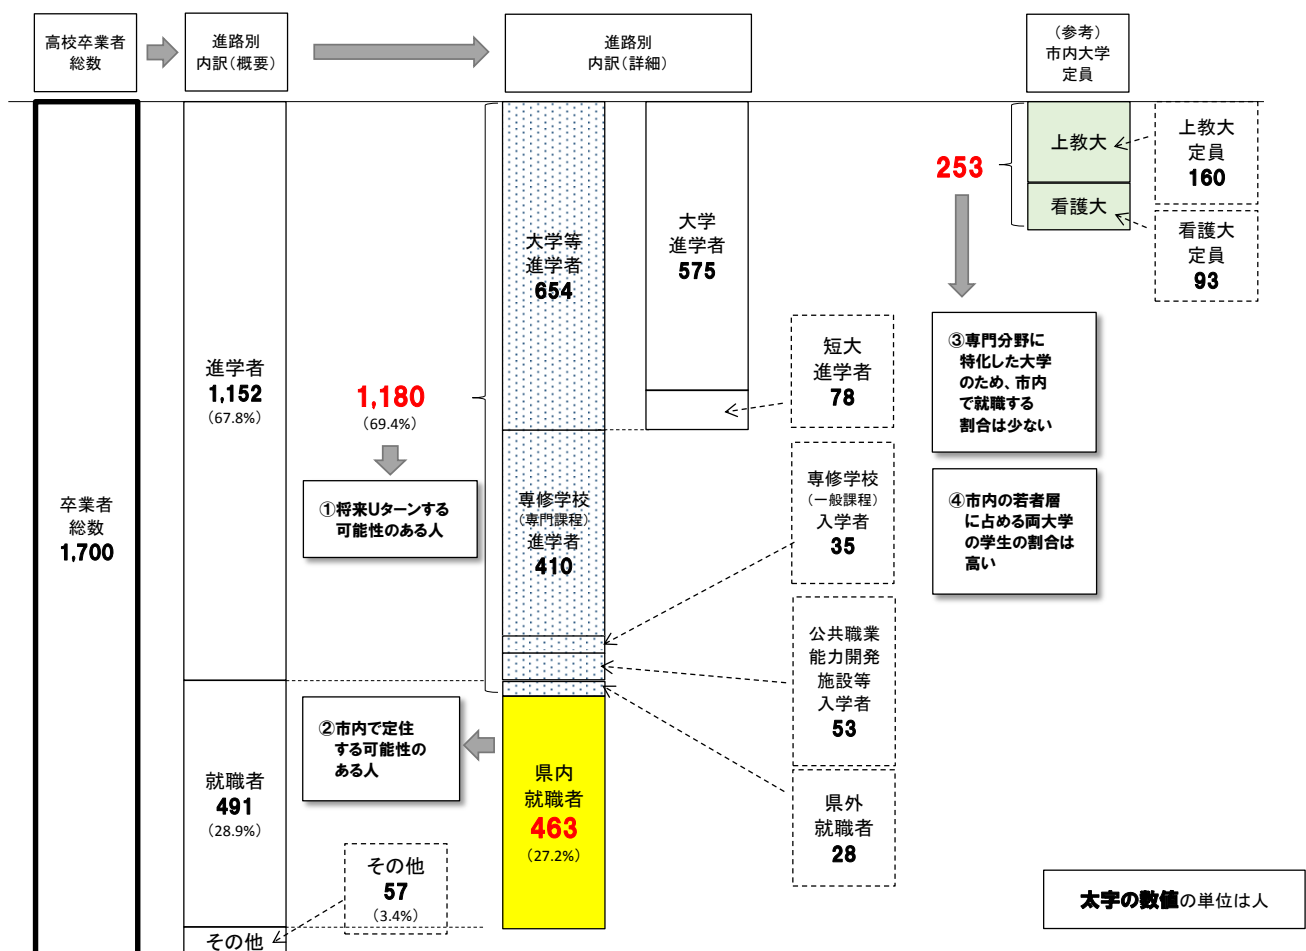 高校卒業者
総数
進路別
内訳（概要）
進路別
内訳（詳細）
（参考）
市内大学
定員
卒業者
総数
1,700
進学者
1,152
（67.8%）
就職者
491
（28.9%）
その他
その他
57
（3.4%）
1,180
（69.4%）
①将来Uターンする
可能性のある人
②市内で定住
する可能性の
ある人
大学等
進学者
654
専修学校
（専門課程）
進学者
410
県内
就職者
463
（27.2%）
大学
進学者
575
短大
進学者
78
専修学校
（一般課程）
入学者
35
公共職業
能力開発
施設等
入学者
53
県外
就職者
28
253
上教大
看護大
上教大
定員
160
看護大
定員
93
③専門分野に
特化した大学
のため、市内
で就職する
割合は少ない
④市内の若者層
に占める両大学
の学生の割合は
高い
太字の数値の単位は人